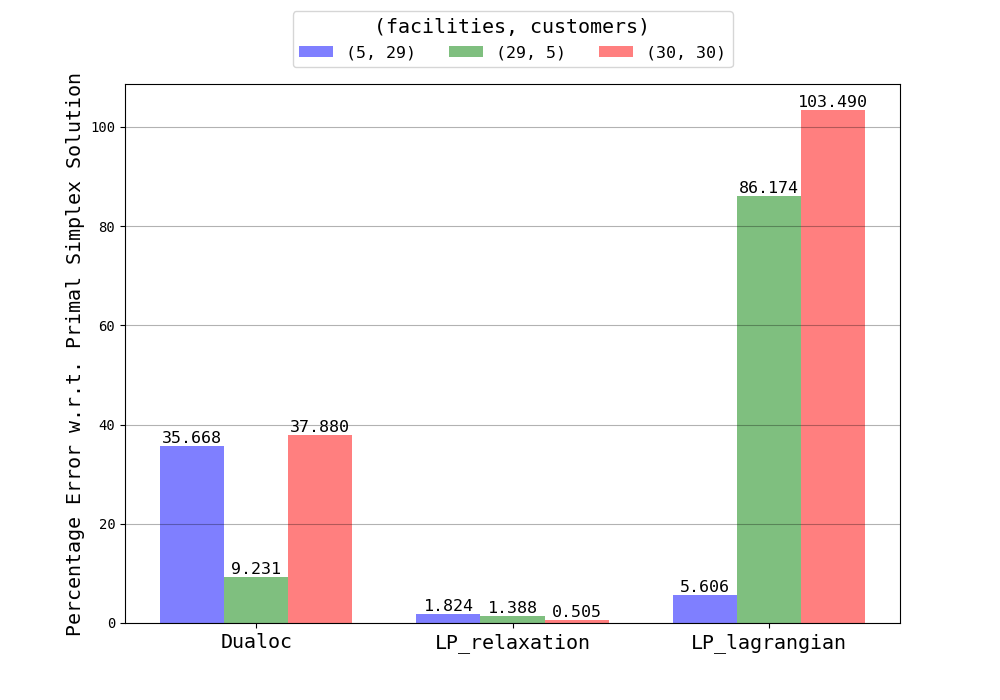 (facilities, customers)
(5, 29) (29, 5) (30, 30)
Percentage Error w.r.t. Primal Simplex Solution
100
80
60
40
20
0
35.668 9.231 37.880
1.824 1.388 0.505
5.606 86.174 103.490
Dualoc LP_relaxation LP_lagrangian